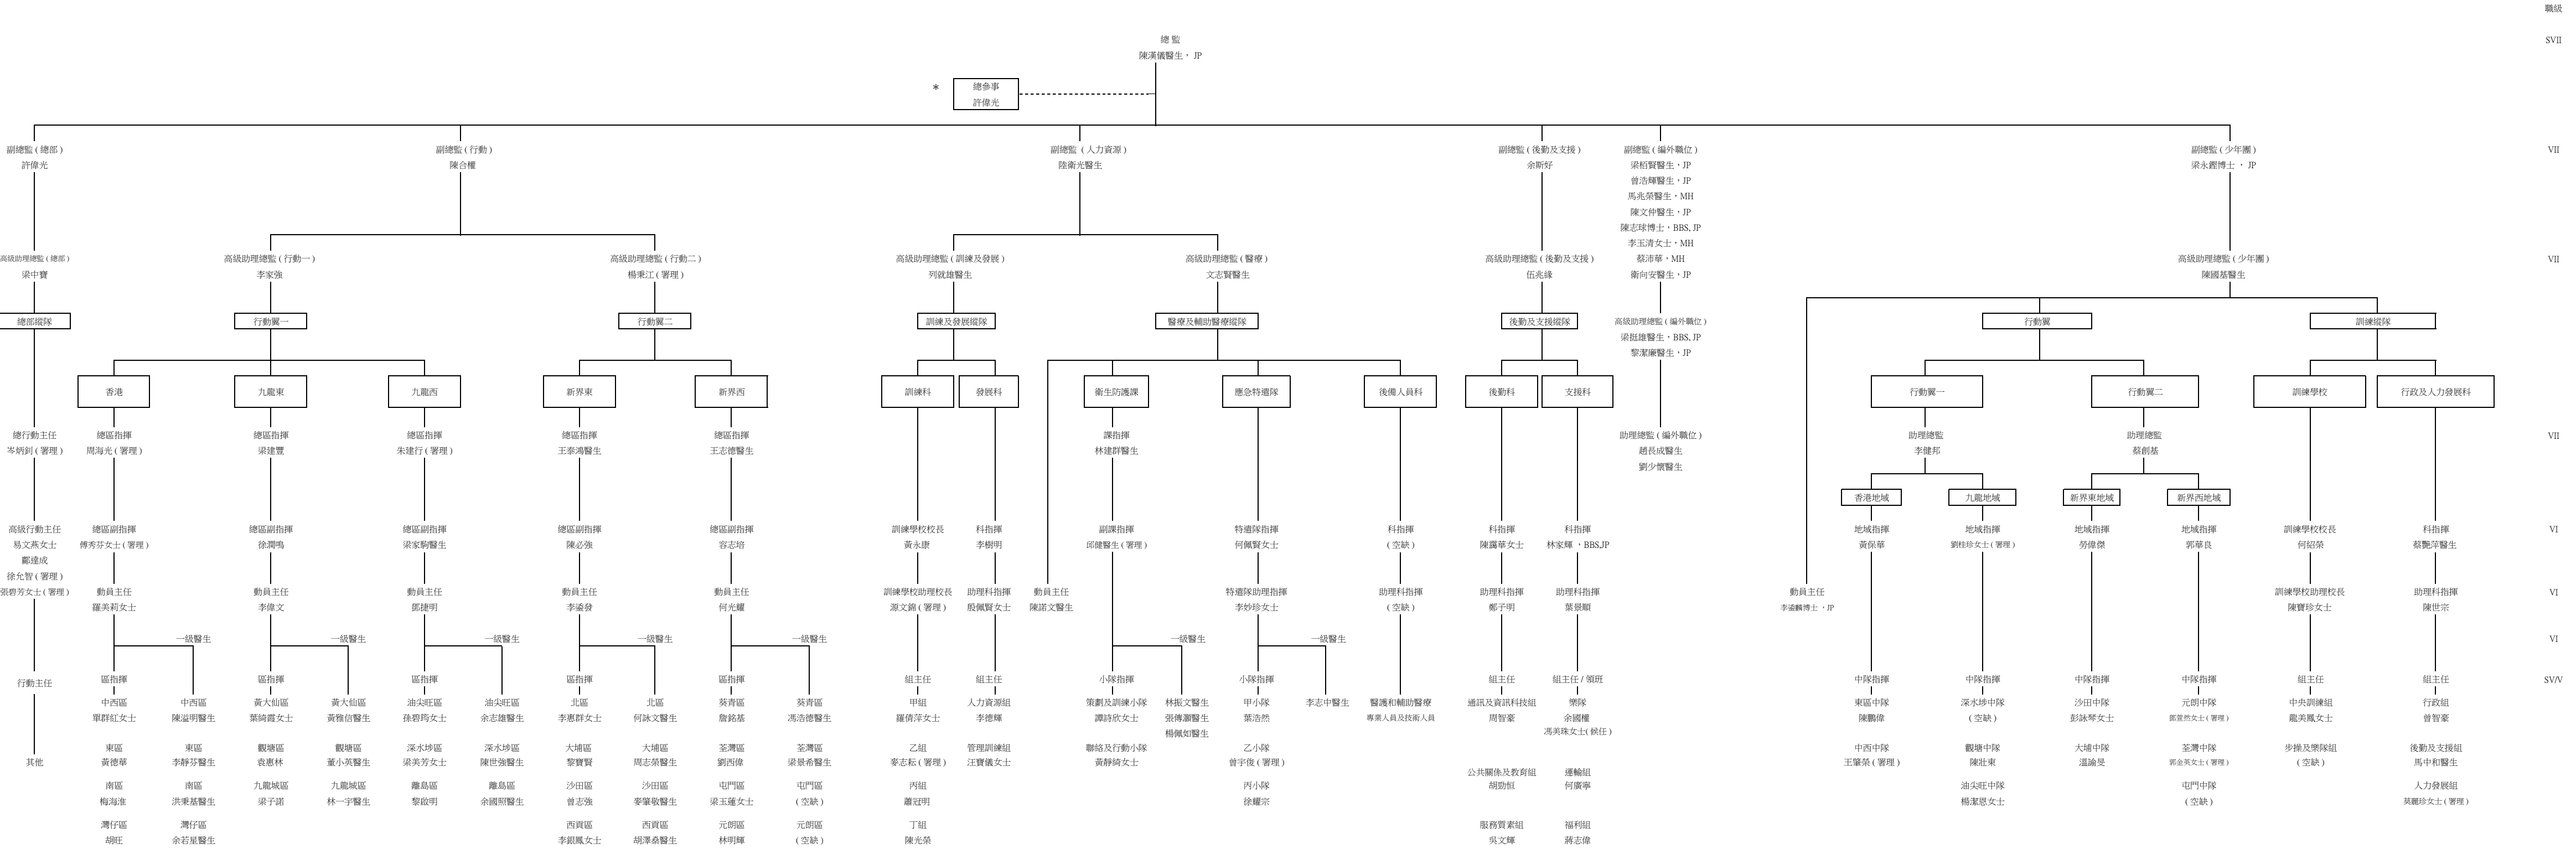 職級
總 監
SVII
陳漢儀醫生， JP
*
總參事
許偉光
副總監 ( 總部 )
副總監 ( 行動 )
副總監 ( 人力資源 )
副總監 ( 後勤及支援 )
副總監 ( 編外職位 )
副總監 ( 少年團 )
VII
許偉光
陳合權
陸衛光醫生
余斯好
梁栢賢醫生，JP
梁永鏗博士 ， JP
曾浩輝醫生，JP
馬兆榮醫生，MH
陳文仲醫生，JP
陳志球博士，BBS, JP
李玉清女士，MH
蔡沛華，MH
衛向安醫生，JP
高級助理總監 ( 總部 )
高級助理總監 ( 行動一 )
高級助理總監 ( 行動二 )
高級助理總監 ( 訓練及發展 )
高級助理總監 ( 醫療 )
高級助理總監 ( 後勤及支援 )
高級助理總監 ( 少年團 )
VII
梁中寶
李家強
楊秉江 ( 署理 )
列就雄醫生
文志賢醫生
伍兆緣
陳國基醫生
總部縱隊
行動翼一
行動翼二
訓練及發展縱隊
醫療及輔助醫療縱隊
後勤及支援縱隊
高級助理總監 ( 編外職位 )
梁挺雄醫生，BBS, JP
黎潔廉醫生，JP
行動翼
訓練縱隊
香港
九龍東
九龍西
新界東
新界西
訓練科
發展科
衛生防護課
應急特遣隊
後備人員科
後勤科
支援科
行動翼一
行動翼二
訓練學校
行政及人力發展科
總行動主任
總區指揮
總區指揮
總區指揮
總區指揮
總區指揮
課指揮
助理總監 ( 編外職位 )
助理總監
助理總監
VII
岑炳釗 ( 署理 )
周海光 ( 署理 )
梁建豐
朱建行 ( 署理 )
王泰鴻醫生
王志德醫生
林建群醫生
趙長成醫生
劉少懷醫生
李健邦
蔡創基
香港地域
九龍地域
新界東地域
新界西地域
高級行動主任
總區副指揮
總區副指揮
總區副指揮
總區副指揮
總區副指揮
訓練學校校長
科指揮
副課指揮
特遣隊指揮
科指揮
科指揮
科指揮
地域指揮
地域指揮
地域指揮
地域指揮
訓練學校校長
科指揮
VI
易文燕女士
傅秀芬女士 ( 署理 )
徐潤鳴
梁家駒醫生
陳必強
容志培
黃永康
李樹明
邱健醫生 ( 署理 )
何佩賢女士
( 空缺 )
陳靄華女士
林家輝 ，BBS,JP
黃保華
劉桂珍女士 ( 署理 )
勞偉傑
郭華良
何紹榮
蔡艷萍醫生
鄺達成
徐允智 ( 署理 )
張碧芳女士 ( 署理 )
動員主任
動員主任
動員主任
動員主任
動員主任
訓練學校助理校長
助理科指揮
動員主任
特遣隊助理指揮
助理科指揮
助理科指揮
助理科指揮
動員主任
訓練學校助理校長
助理科指揮
VI
羅美莉女士
李偉文
鄧捷明
李鎏發
何光耀
源文錦 ( 署理 )
殷佩賢女士
陳諾文醫生
李妙珍女士
( 空缺 )
鄭子明
葉景順
李鎏麟博士 ，JP
陳寶珍女士
陳世宗
一級醫生
一級醫生
一級醫生
一級醫生
一級醫生
一級醫生
一級醫生
VI
行動主任
區指揮
區指揮
區指揮
區指揮
區指揮
組主任
組主任
小隊指揮
小隊指揮
組主任
組主任 / 領班
中隊指揮
中隊指揮
中隊指揮
中隊指揮
組主任
組主任
SV/V
中西區
中西區
黃大仙區
黃大仙區
油尖旺區
油尖旺區
北區
北區
葵青區
葵青區
甲組
人力資源組
策劃及訓練小隊
林振文醫生
甲小隊
李志中醫生
醫護和輔助醫療
通訊及資訊科技組
樂隊
東區中隊
深水埗中隊
沙田中隊
元朗中隊
中央訓練組
行政組
單群紅女士
陳溢明醫生
葉綺霞女士
黃雅信醫生
孫碧筠女士
余志雄醫生
李惠群女士
何詠文醫生
詹銘基
馮浩德醫生
羅倩萍女士
李德輝
譚詩欣女士
張傳灝醫生
葉浩然
專業人員及技術人員
周智豪
余國權
陳鵬偉
( 空缺 )
彭詠琴女士
鄧萱然女士 ( 署理 )
龍美鳳女士
曾智豪
楊佩如醫生
馮美珠女士( 候任 )
其他
東區
東區
觀塘區
觀塘區
深水埗區
深水埗區
大埔區
大埔區
荃灣區
荃灣區
乙組
管理訓練組
聯絡及行動小隊
乙小隊
中西中隊
觀塘中隊
大埔中隊
荃灣中隊
步操及樂隊組
後勤及支援組
黃德華
李靜芬醫生
袁惠林
董小英醫生
梁美芳女士
陳世強醫生
黎寶賢
周志榮醫生
劉西偉
梁景希醫生
麥志耘 ( 署理 )
汪寶儀女士
黃靜綺女士
曾宇俊 ( 署理 )
王肇榮 ( 署理 )
陳壯東
溫諭旻
郭金英女士 ( 署理 )
( 空缺 )
馬中和醫生
公共關係及教育組
運輸組
胡勁恒
何廣寧
南區
南區
九龍城區
九龍城區
離島區
離島區
沙田區
沙田區
屯門區
屯門區
丙組
丙小隊
油尖旺中隊
屯門中隊
人力發展組
梅海淮
洪秉基醫生
梁子諾
林一宇醫生
黎啟明
余國照醫生
曾志強
麥肇敬醫生
梁玉蓮女士
( 空缺 )
蕭冠明
徐耀宗
楊潔恩女士
( 空缺 )
莫麗珍女士 ( 署理 )
灣仔區
灣仔區
西貢區
西貢區
元朗區
元朗區
丁組
服務質素組
福利組
胡旺
余若星醫生
李銀鳳女士
胡澤燊醫生
林明輝
( 空缺 )
陳光榮
吳文輝
蔣志偉